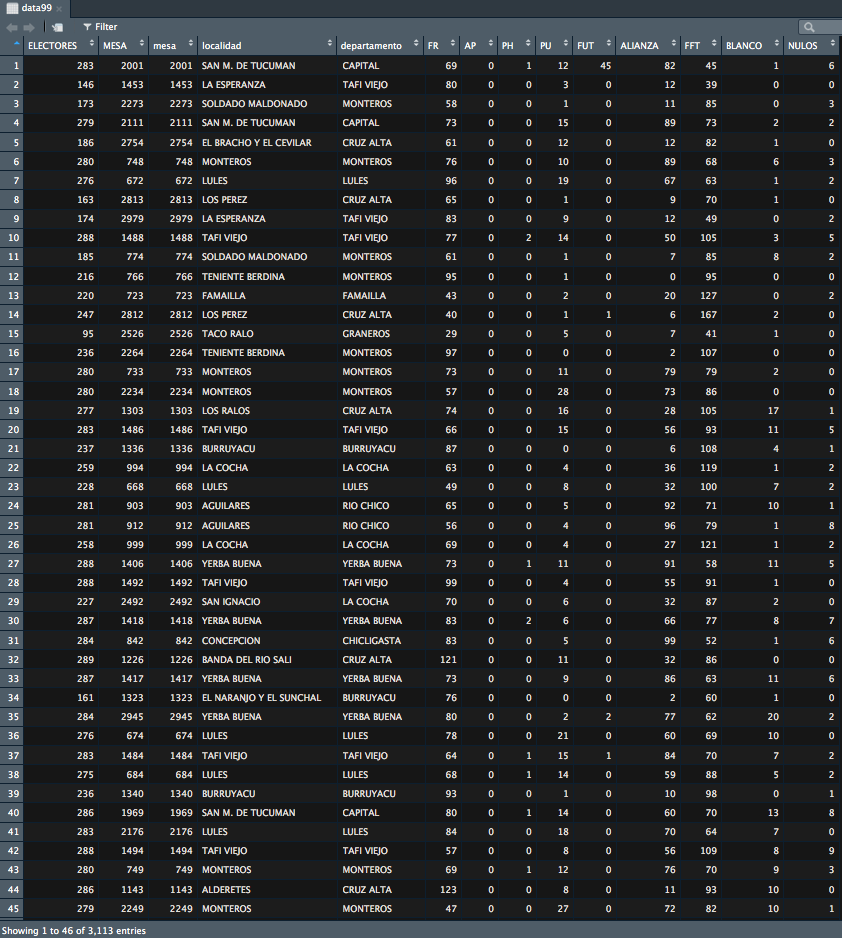 data99
Filter
ELECTORES MESA mesa localidad departamento FR AP PH PU FUT ALIANZA FFT BLANCO NULOS
1 283 2001 2001 SAN M. DE TUCUMAN CAPITAL 69 0 1 12 45 82 45 1 6
2 146 1453 1453 LA ESPERANZA TAFI VIEJO 80 0 0 3 0 12 39 0 0
3 173 2273 2273 SOLDADO MALDONADO MONTEROS 58 0 0 1 0 11 85 0 3
4 279 2111 2111 SAN M. DE TUCUMAN CAPITAL 73 0 0 15 0 89 73 2 2
5 186 2754 2754 EL BRACHO Y EL CEVILAR CRUZ ALTA 61 0 0 12 0 12 82 1 0
6 280 748 748 MONTEROS MONTEROS 76 0 0 10 0 89 68 6 3
7 276 672 672 LULES LULES 96 0 0 19 0 67 63 1 2
8 163 2813 2813 LOS PEREZ CRUZ ALTA 65 0 0 1 0 9 70 1 0
9 174 2979 2979 LA ESPERANZA TAFI VIEJO 83 0 0 9 0 12 49 0 2
10 288 1488 1488 TAFI VIEJO TAFI VIEJO 77 0 2 14 0 50 105 3 5
11 185 774 774 SOLDADO MALDONADO MONTEROS 61 0 0 1 0 7 85 8 2
12 216 766 766 TENIENTE BERDINA MONTEROS 95 0 0 1 0 0 95 0 0
13 220 723 723 FAMAILLA FAMAILLA 43 0 0 2 0 20 127 0 2
14 247 2812 2812 LOS PEREZ CRUZ ALTA 40 0 0 1 1 6 167 2 0
15 95 2526 2526 TACO RALO GRANEROS 29 0 0 5 0 7 41 1 0
16 236 2264 2264 TENIENTE BERDINA MONTEROS 97 0 0 0 0 2 107 0 0
17 280 733 733 MONTEROS MONTEROS 73 0 0 11 0 79 79 2 0
18 280 2234 2234 MONTEROS MONTEROS 57 0 0 28 0 73 86 0 0
19 277 1303 1303 LOS RALOS CRUZ ALTA 74 0 0 16 0 28 105 17 1
20 283 1486 1486 TAFI VIEJO TAFI VIEJO 66 0 0 15 0 56 93 11 5
21 237 1336 1336 BURRUYACU BURRUYACU 87 0 0 0 0 6 108 4 1
22 259 994 994 LA COCHA LA COCHA 63 0 0 4 0 36 119 1 2
23 228 668 668 LULES LULES 49 0 0 8 0 32 100 7 2
24 281 903 903 AGUILARES RIO CHICO 65 0 0 5 0 92 71 10 1
25 281 912 912 AGUILARES RIO CHICO 56 0 0 4 0 96 79 1 8
26 258 999 999 LA COCHA LA COCHA 69 0 0 4 0 27 121 1 2
27 288 1406 1406 YERBA BUENA YERBA BUENA 73 0 1 11 0 91 58 11 5
28 288 1492 1492 TAFI VIEJO TAFI VIEJO 99 0 0 4 0 55 91 1 0
29 227 2492 2492 SAN IGNACIO LA COCHA 70 0 0 6 0 32 87 2 0
30 287 1418 1418 YERBA BUENA YERBA BUENA 83 0 2 6 0 66 77 8 7
31 284 842 842 CONCEPCION CHICLIGASTA 83 0 0 5 0 99 52 1 6
32 289 1226 1226 BANDA DEL RIO SALI CRUZ ALTA 121 0 0 11 0 32 86 0 0
33 287 1417 1417 YERBA BUENA YERBA BUENA 73 0 0 9 0 86 63 11 6
34 161 1323 1323 EL NARANJO Y EL SUNCHAL BURRUYACU 76 0 0 0 0 2 60 1 0
35 284 2945 2945 YERBA BUENA YERBA BUENA 80 0 0 2 2 77 62 20 2
36 276 674 674 LULES LULES 78 0 0 21 0 60 69 10 0
37 283 1484 1484 TAFI VIEJO TAFI VIEJO 64 0 1 15 1 84 70 7 2
38 275 684 684 LULES LULES 68 0 1 14 0 59 88 5 2
39 236 1340 1340 BURRUYACU BURRUYACU 93 0 0 1 0 10 98 0 1
40 286 1969 1969 SAN M. DE TUCUMAN CAPITAL 80 0 1 14 0 60 70 13 8
41 283 2176 2176 LULES LULES 84 0 0 18 0 70 64 7 0
42 288 1494 1494 TAFI VIEJO TAFI VIEJO 57 0 0 8 0 56 109 8 9
43 280 749 749 MONTEROS MONTEROS 69 0 1 12 0 76 70 9 3
44 286 1143 1143 ALDERETES CRUZ ALTA 123 0 0 8 0 11 93 10 0
45 279 2249 2249 MONTEROS MONTEROS 47 0 0 27 0 72 82 10 1
Showing 1 to 46 of 3,113 entries